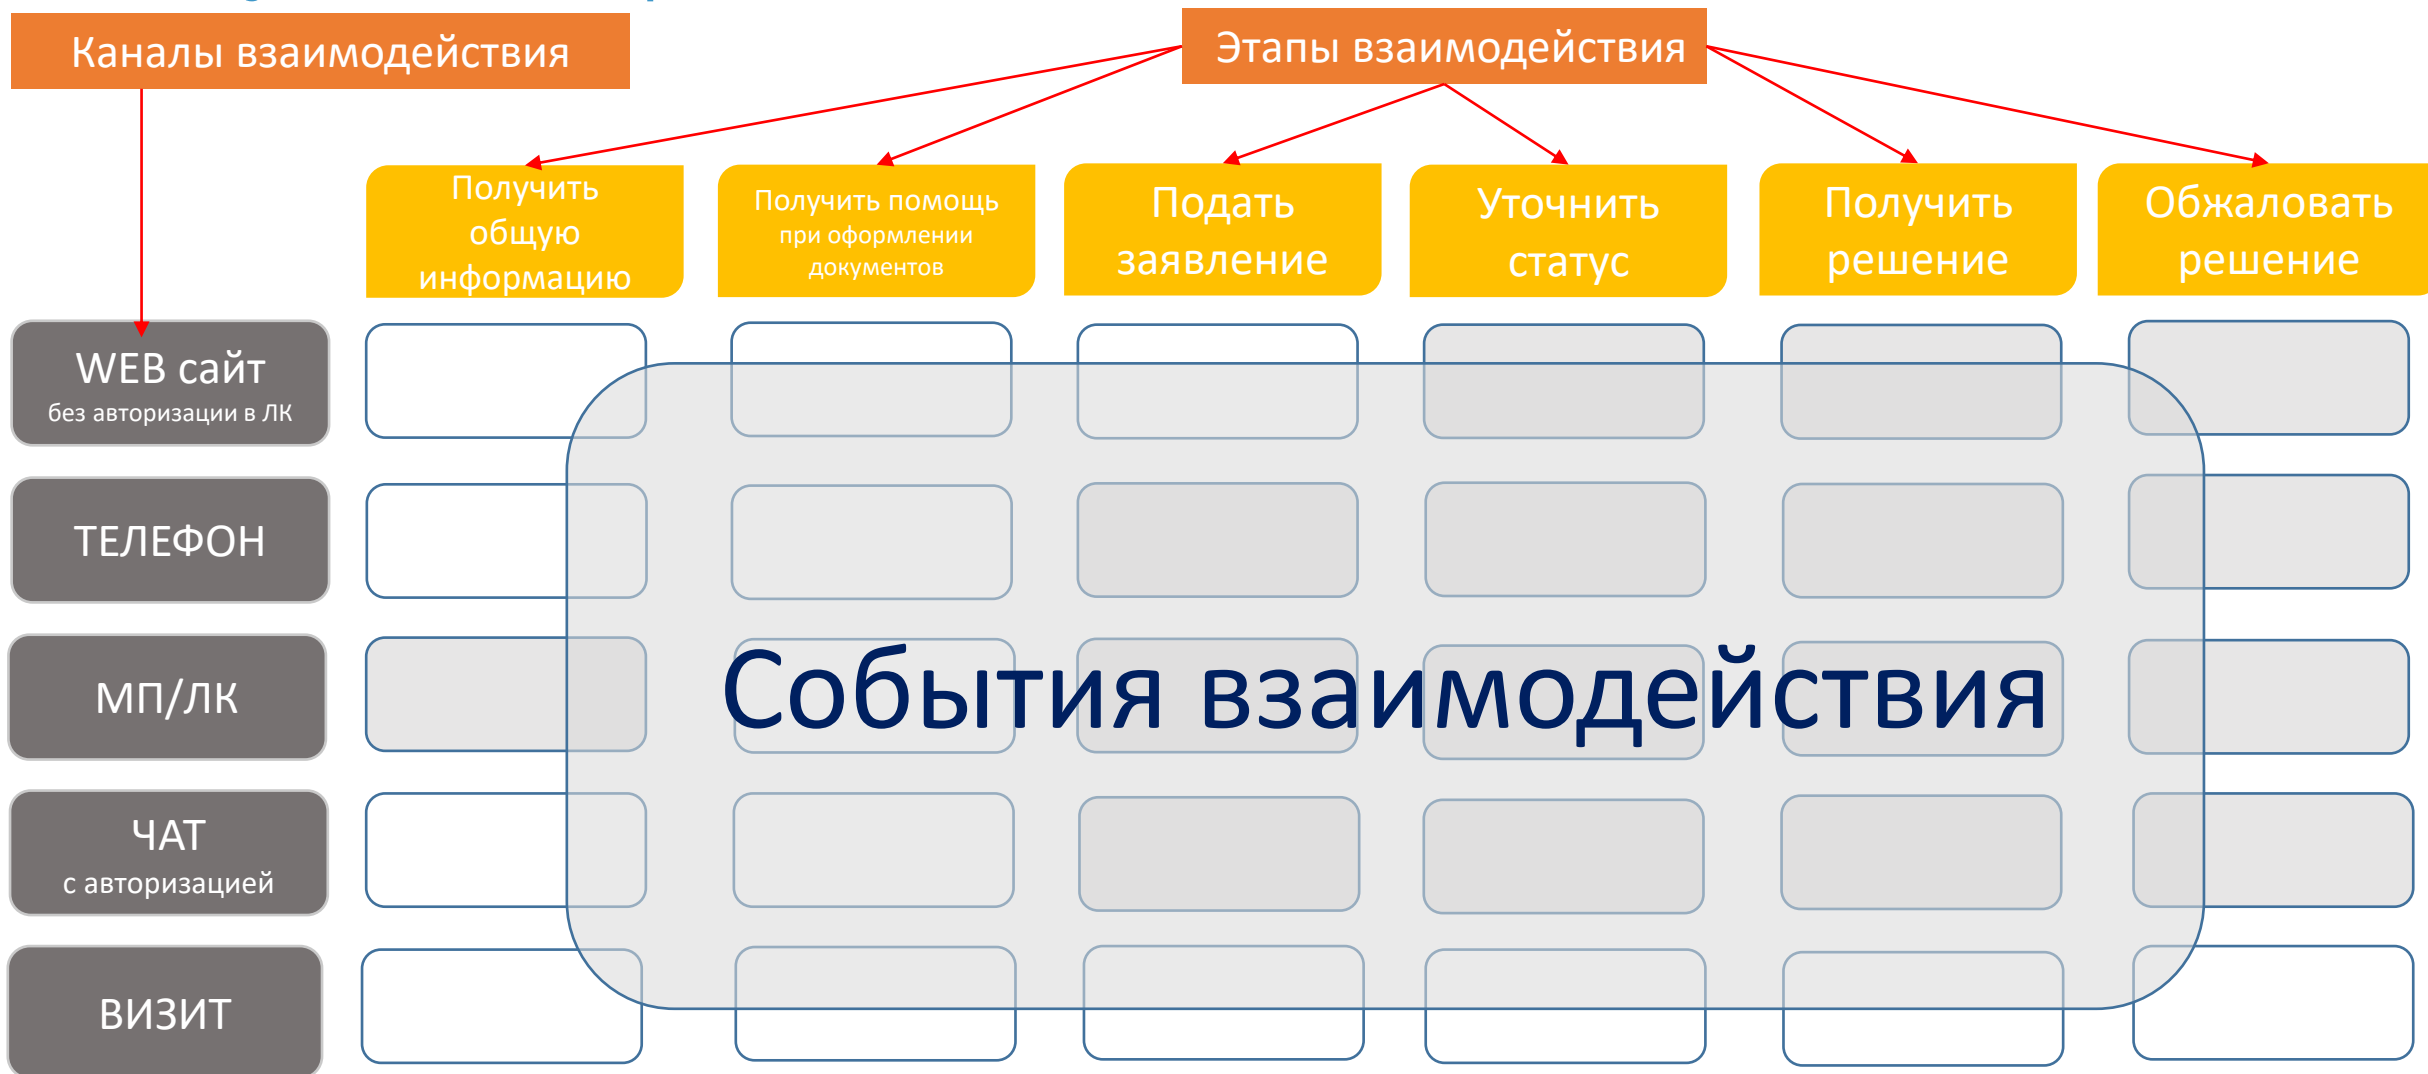 Каналы взаимодействия
Этапы взаимодействия
Получить
общую
информацию
Получить помощь
при оформлении
документов
Подать
заявление
Уточнить
статус
Получить
решение
Обжаловать
решение
WEB сайт
без авторизации в ЛК
ТЕЛЕФОН
МП/ЛК
События взаимодействия
ЧАТ
с авторизацией
ВИЗИТ